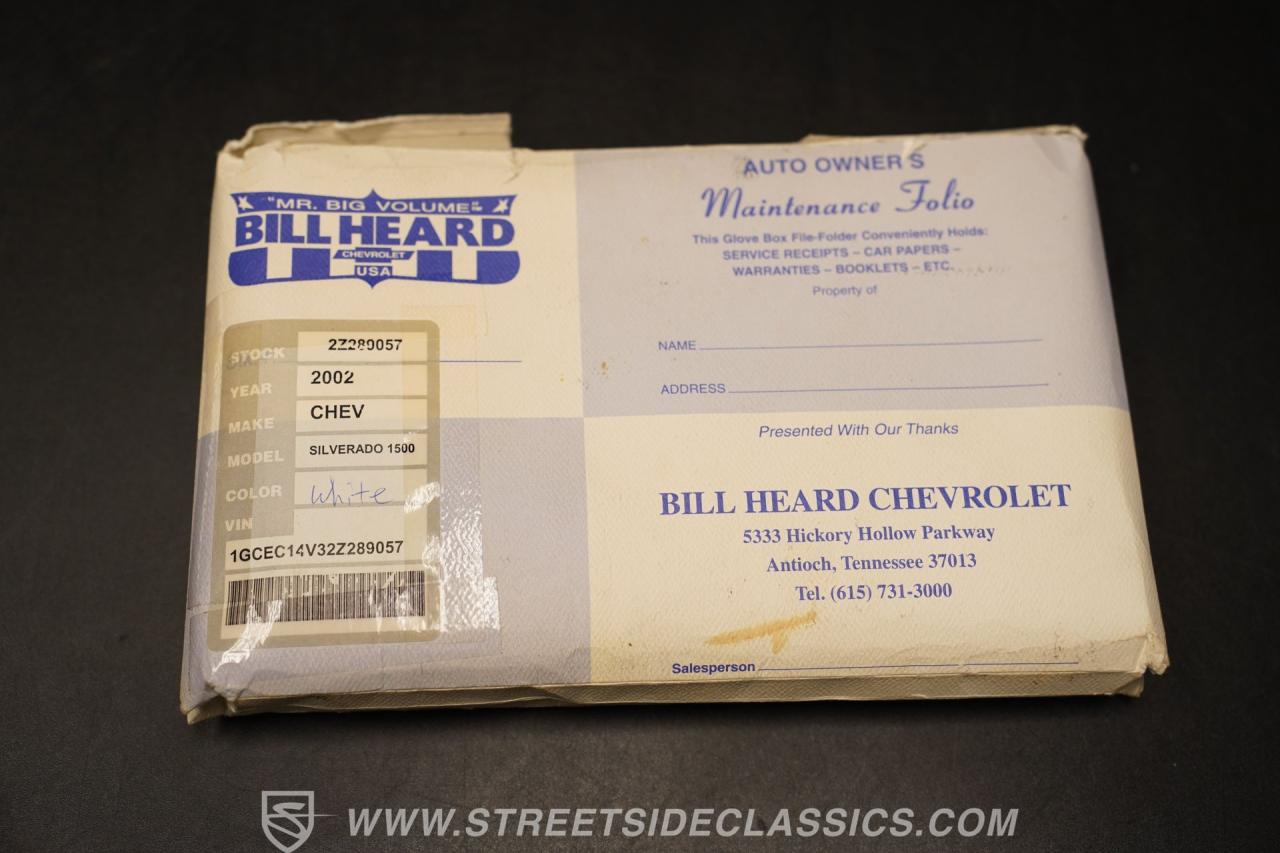 "MR. BIG VOLUME"
BILL HEARD
CHEVROLET
USA
STOCK 2Z289057
YEAR 2002
MAKE CHEV
MODEL SILVERADO 1500
COLOR White
VIN
1GCEC14V32Z289057
AUTO OWNER'S
Maintenance Folio
This Glove Box File-Folder Conveniently Holds:
SERVICE RECEIPTS – CAR PAPERS –
WARRANTIES – BOOKLETS – ETC.
Property of
NAME
ADDRESS
Presented With Our Thanks
BILL HEARD CHEVROLET
5333 Hickory Hollow Parkway
Antioch, Tennessee 37013
Tel. (615) 731-3000
Salesperson
WWW.STREETSIDECLASSICS.COM